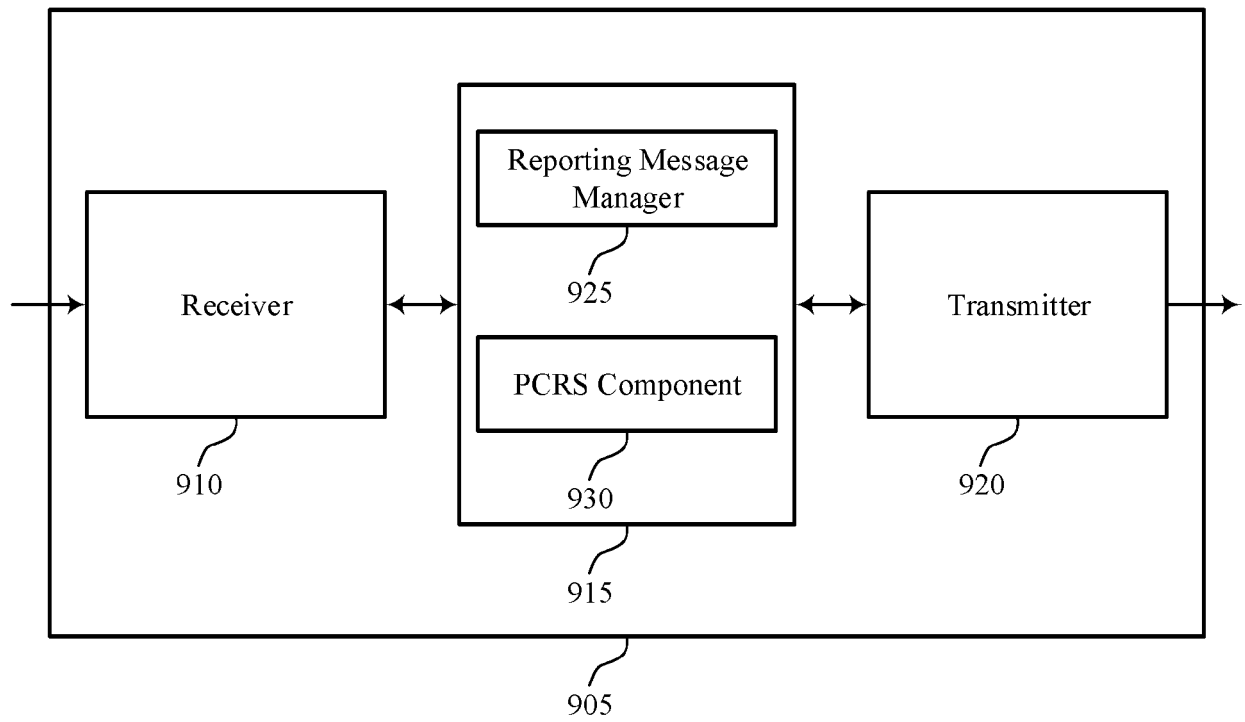 Reporting Message
Manager
925
Receiver
910
PCRS Component
930
Transmitter
920
915
905